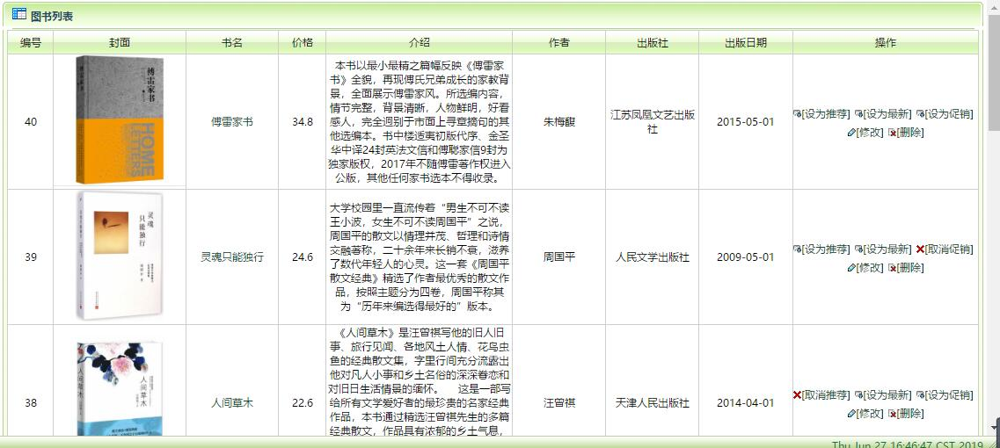 图书列表
编号 封面 书名 价格 介绍 作者 出版社 出版日期 操作
40
傅雷家书
HOME
LETTERS
傅雷家书
34.8
本书以最小最精之篇幅反映《傅雷家
书》全貌，再现傅氏兄弟成长的家教背
景，全面展示傅雷家风。所选编内容，
情节完整，背景清晰，人物鲜明，好看
感人，完全迥别于市面上寻章摘句的其
他选编本。书中楼适夷初版代序、金圣
华中译24封英法文信和傅聪家信9封为
独家版权，2017年不随傅雷著作权进入
公版，其他任何家书选本不得收录。
朱梅馥
江苏凤凰文艺出版
社
2015-05-01
[设为推荐] [设为最新] [设为促销]
[修改] [删除]
39
灵魂
只能独行
灵魂只能独行
24.6
大学校园里一直流传着“男生不可不读
王小波，女生不可不读周国平”之说，
周国平的散文以情理并茂、哲理和诗情
交融著称，二十余年来长销不衰，滋养
了数代年轻人的心灵。这一套《周国平
散文经典》精选了作者最优秀的散文作
品，按照主题分为四卷，周国平称其
为“历年来编选得最好的”版本。
周国平
人民文学出版社
2009-05-01
[设为推荐] [设为最新] [取消促销]
[修改] [删除]
38
人间草木
人间草木
人间草木
22.6
《人间草木》是汪曾祺写他的旧人旧
事、旅行见闻、各地风土人情、花鸟虫
鱼的经典散文集，字里行间充分流露出
他对凡人小事和乡土名俗的深深眷恋和
对旧日生活情景的缅怀。 这是一部写
给所有文学爱好者的最珍贵的名家经典
作品，本书通过精选汪曾祺先生的多篇
经典散文，作品具有浓郁的乡土气息，
汪曾祺
天津人民出版社
2014-04-01
[取消推荐] [设为最新] [设为促销]
[修改] [删除]
Thu Jun 27 16:46:47 CST 2019